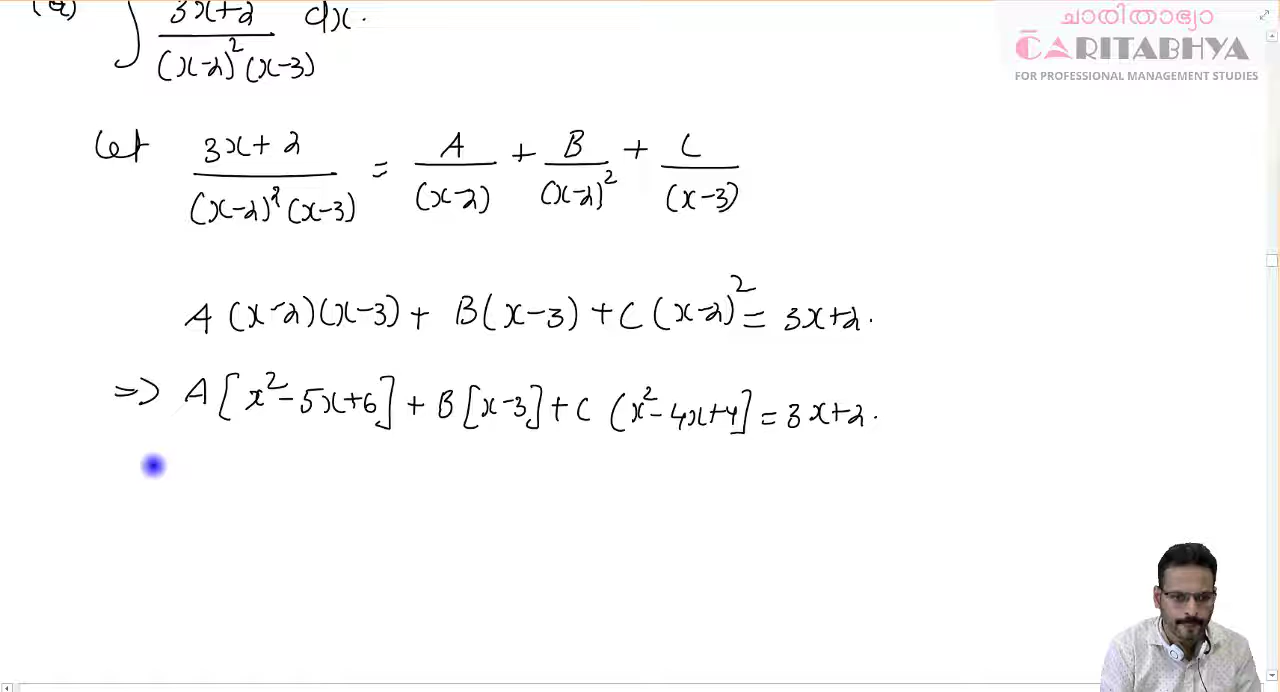 (Q) ∫ 3x+2 / (x-2)² (x-3) dx.
ചാരിതാഭ്യാ
CARITABHYA
FOR PROFESSIONAL MANAGEMENT STUDIES
Let 3x+2 / (x-2)² (x-3) = A / (x-2) + B / (x-2)² + C / (x-3)
A (x-2)(x-3) + B(x-3) + C(x-2)² = 3x+2.
=> A [x² - 5x+6] + B [x-3] + C (x² - 4x+4] = 3x+2.